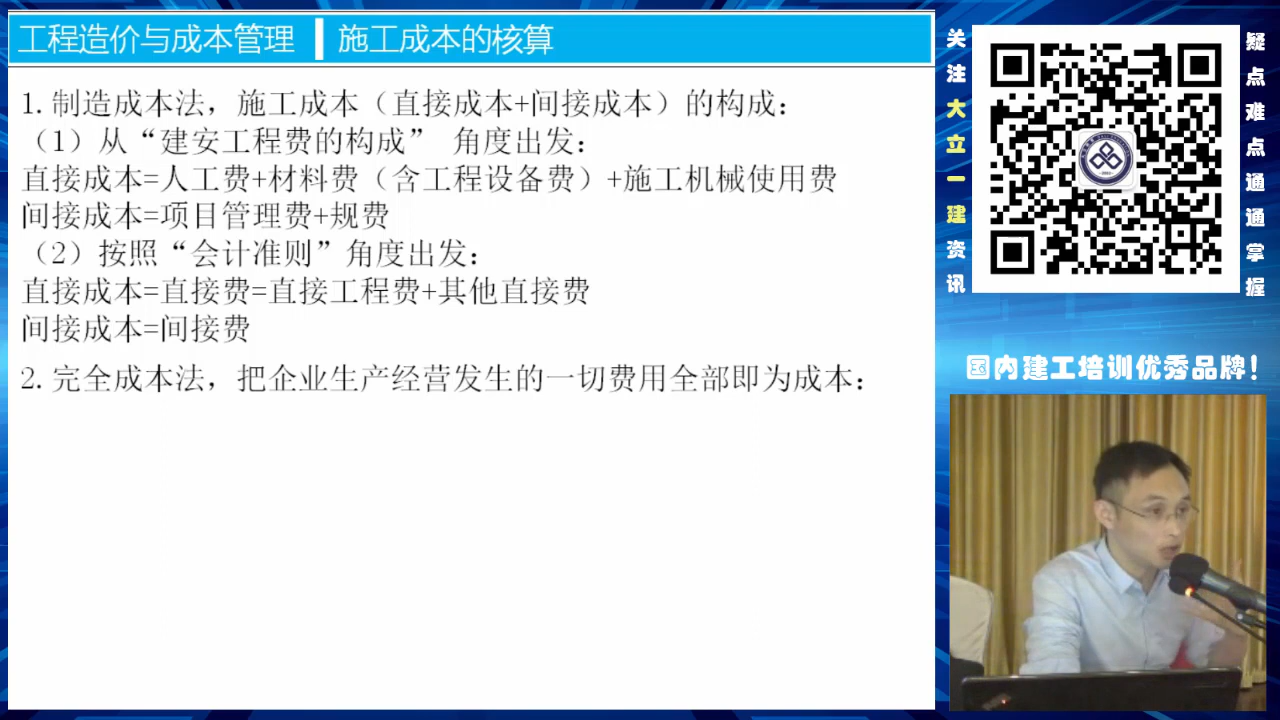 工程造价与成本管理 施工成本的核算
1.制造成本法，施工成本（直接成本+间接成本）的构成：
（1）从“建安工程费的构成” 角度出发：
直接成本=人工费+材料费（含工程设备费）+施工机械使用费
间接成本=项目管理费+规费
（2）按照“会计准则”角度出发：
直接成本=直接费=直接工程费+其他直接费
间接成本=间接费
2.完全成本法，把企业生产经营发生的一切费用全部即为成本：
关注大立一建资讯
疑点难点通通掌握
国内建工培训优秀品牌！